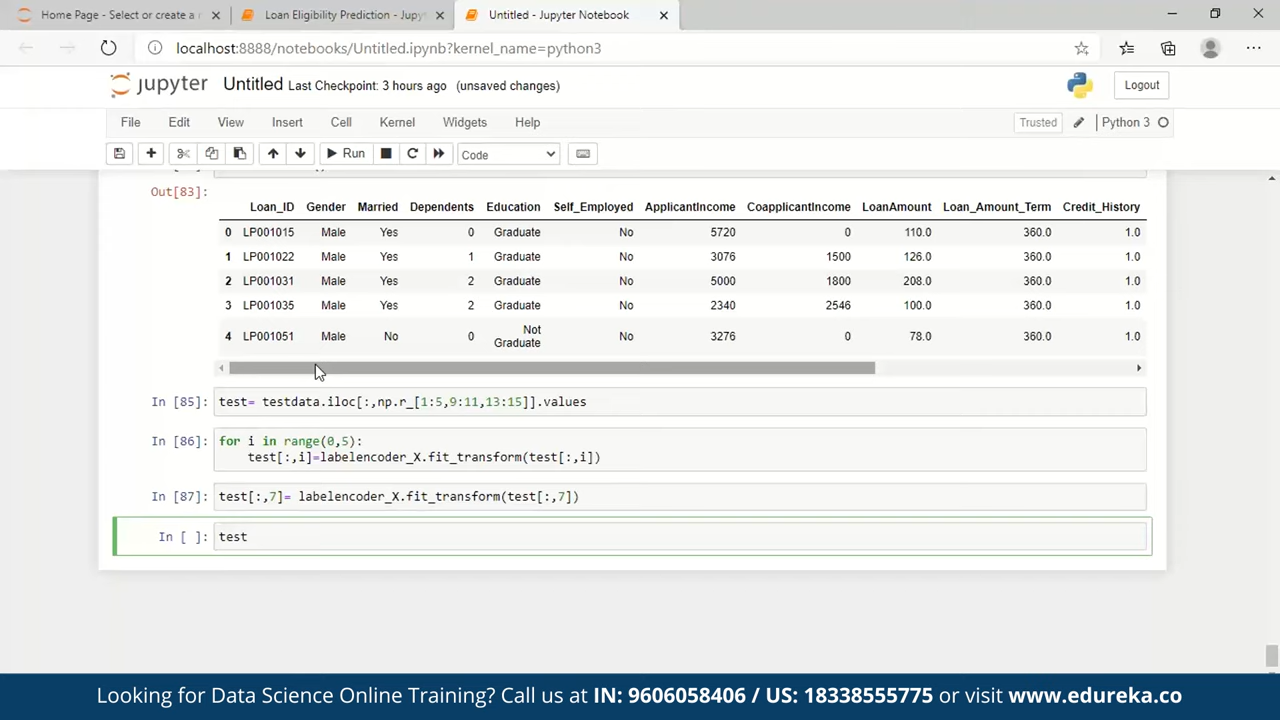 Home Page - Select or create a n
Loan Eligibility Prediction - Jupyt
Untitled - Jupyter Notebook
localhost:8888/notebooks/Untitled.ipynb?kernel_name=python3
jupyter Untitled Last Checkpoint: 3 hours ago (unsaved changes)
Logout
File Edit View Insert Cell Kernel Widgets Help
Trusted Python 3
Run Code
Out[83]:
Loan_ID Gender Married Dependents Education Self_Employed ApplicantIncome CoapplicantIncome LoanAmount Loan_Amount_Term Credit_History
0 LP001015 Male Yes 0 Graduate No 5720 0 110.0 360.0 1.0
1 LP001022 Male Yes 1 Graduate No 3076 1500 126.0 360.0 1.0
2 LP001031 Male Yes 2 Graduate No 5000 1800 208.0 360.0 1.0
3 LP001035 Male Yes 2 Graduate No 2340 2546 100.0 360.0 1.0
4 LP001051 Male No 0 Not Graduate No 3276 0 78.0 360.0 1.0
In [85]: test= testdata.iloc[:,np.r_[1:5,9:11,13:15]].values
In [86]: for i in range(0,5):
test[:,i]=labelencoder_X.fit_transform(test[:,i])
In [87]: test[:,7]= labelencoder_X.fit_transform(test[:,7])
In [ ]: test
Looking for Data Science Online Training? Call us at IN: 9606058406 / US: 18338555775 or visit www.edureka.co